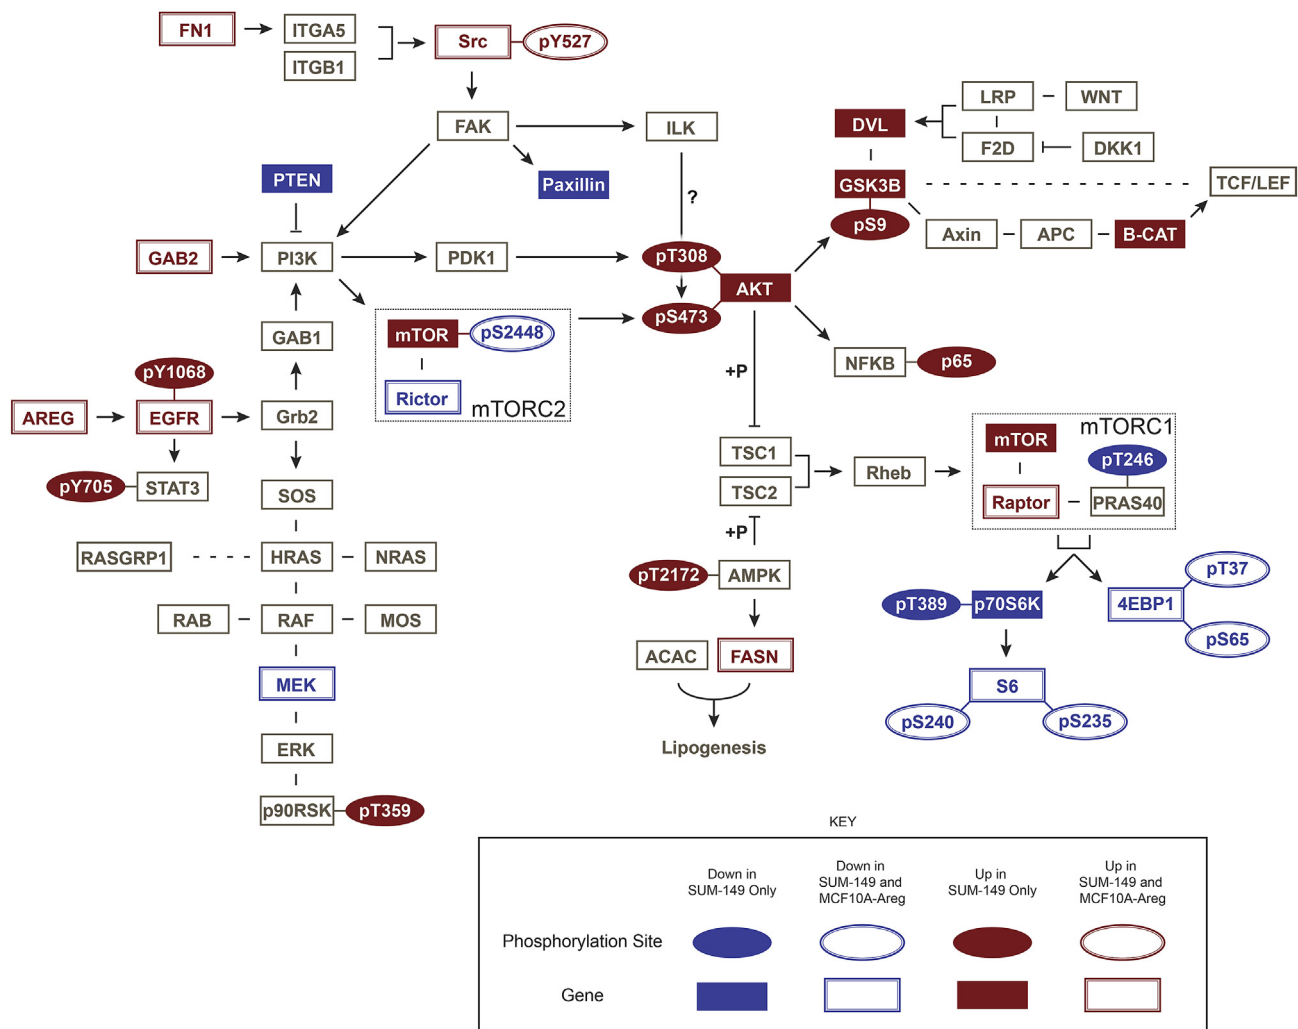 FN1
ITGA5
ITGB1
Src
pY527
FAK
ILK
LRP
WNT
DVL
F2D
DKK1
PTEN
Paxillin
?
GSK3B
TCF/LEF
pS9
Axin
APC
B-CAT
GAB2
PI3K
PDK1
pT308
AKT
pS473
GAB1
mTOR
pS2448
Rictor
mTORC2
NFKB
p65
pY1068
+P
AREG
EGFR
Grb2
mTORC1
mTOR
pT246
TSC1
TSC2
Rheb
Raptor
PRAS40
pY705
STAT3
SOS
+P
RASGRP1
HRAS
NRAS
pT2172
AMPK
pT37
pT389
p70S6K
4EBP1
pS65
RAB
RAF
MOS
ACAC
FASN
MEK
S6
pS240
pS235
Lipogenesis
ERK
p90RSK
pT359
KEY
Down in
SUM-149 Only
Down in
SUM-149 and
MCF10A-Areg
Up in
SUM-149 Only
Up in
SUM-149 and
MCF10A-Areg
Phosphorylation Site
Gene